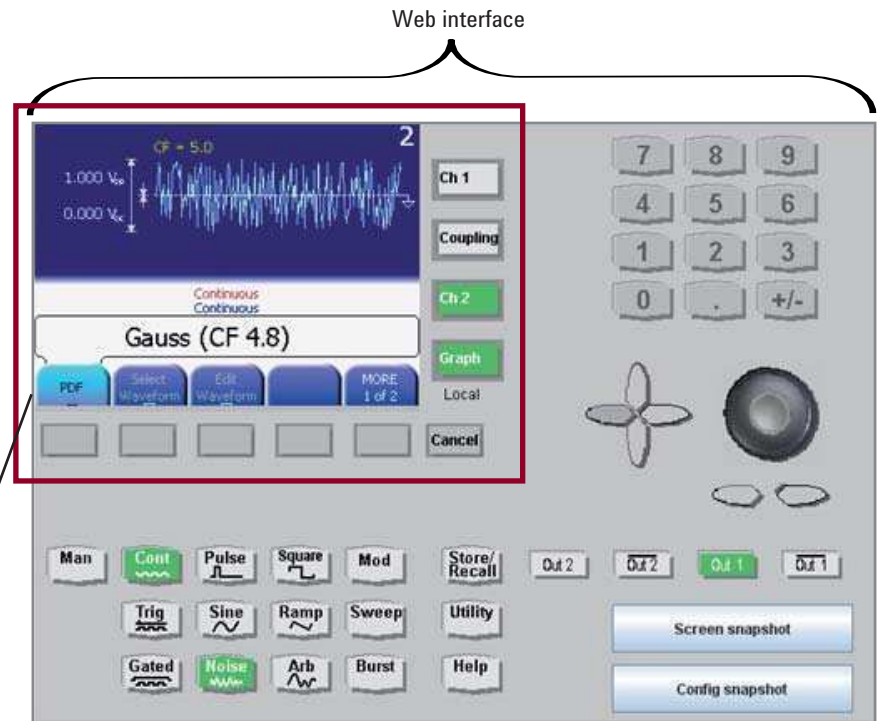 Web interface
2
CF = 5.0
1.000 Vpp
0.000 Vdc
Continuous
Continuous
Gauss (CF 4.8)
PDF
Select
Waveform
Edit
Waveform
MORE
1 of 2
Ch 1
Coupling
Ch 2
Graph
Local
Cancel
7 8 9
4 5 6
1 2 3
0 . +/-
Man Cont Pulse Square Mod Store/
Recall
Out 2 Out 2 Out 1 Out 1
Trig Sine Ramp Sweep Utility
Screen snapshot
Gated Noise Arb Burst Help
Config snapshot